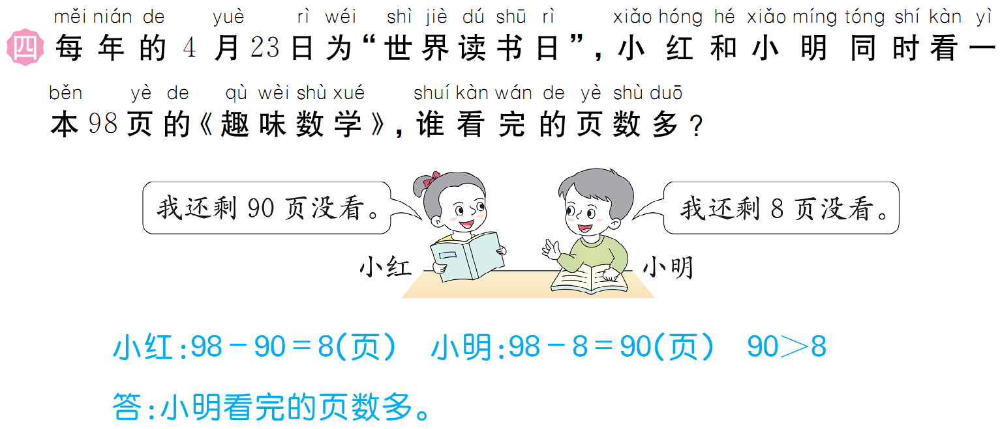 měi nián de yuè rì wéi shì jiè dú shū rì xiǎo hóng hé xiǎo míng tóng shí kàn yì
四 每年的4月23日为“世界读书日”，小红和小明同时看一
běn yè de qù wèi shù xué shuí kàn wán de yè shù duō
本98页的《趣味数学》，谁看完的页数多？
我还剩90页没看。 我还剩8页没看。
小红 小明
小红：98－90＝8（页） 小明：98－8＝90（页） 90＞8
答：小明看完的页数多。